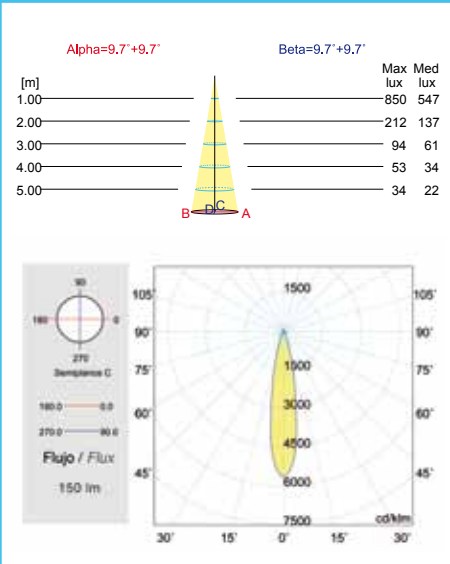 Alpha=9.7°+9.7° Beta=9.7°+9.7°
[m] Max lux Med lux
1.00 850 547
2.00 212 137
3.00 94 61
4.00 53 34
5.00 34 22
B D C A
90
180 0
270
Semiplanos C
180.0 0.0
270.0 90.0
Flujo / Flux
150 lm
1500
105° 105°
90° 90°
1500
75° 75°
3000
60° 60°
4500
45° 45°
6000
7500 cd/klm
30° 15° 0° 15° 30°